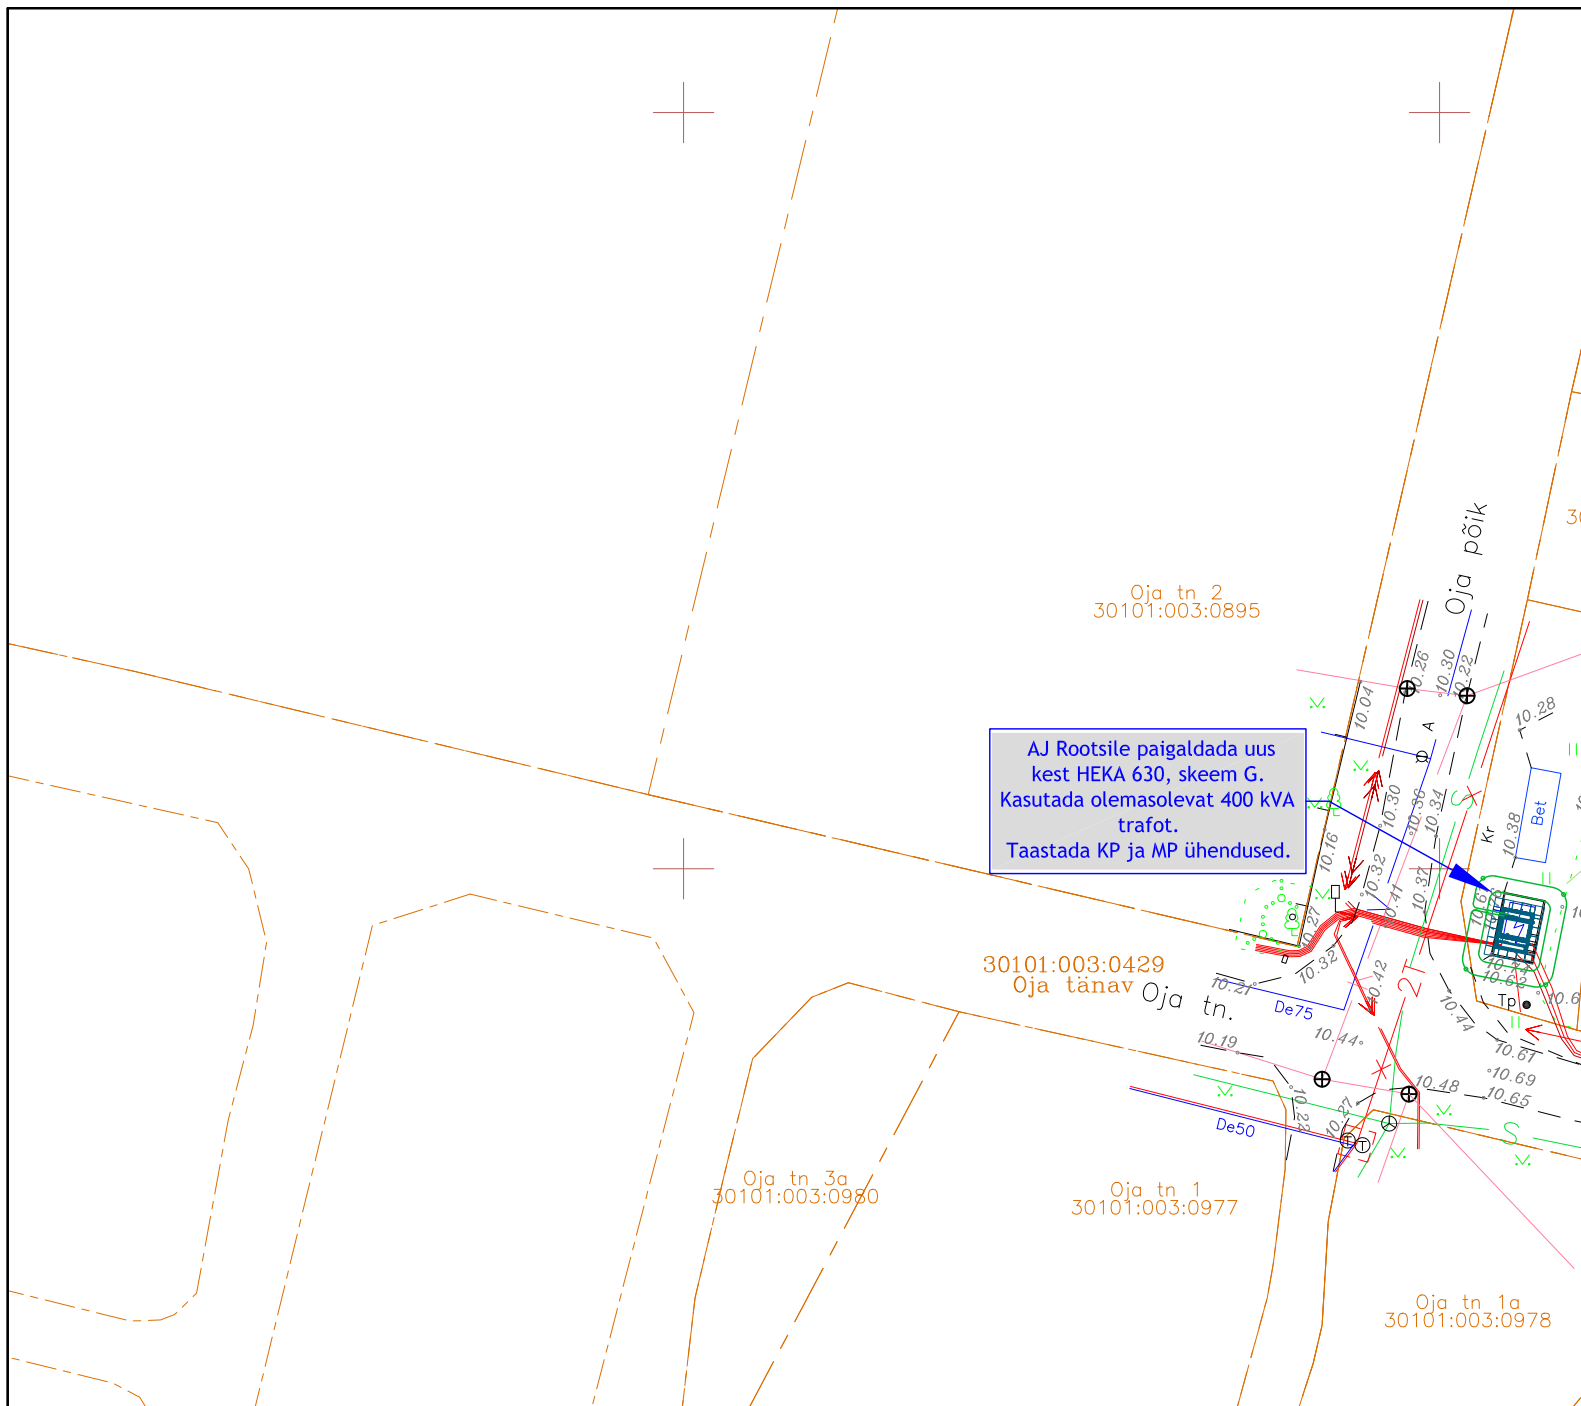 Oja põik
Oja tn 2
30101:003:0895
10.26
10.30
10.22
10.04
10.28
A
AJ Rootsile paigaldada uus
kest HEKA 630, skeem G.
Kasutada olemasolevat 400 kVA
trafot.
Taastada KP ja MP ühendused.
10.30
10.36
10.34
S
Bet
Kr
10.38
10.16
10.32
10.37
10.41
10.27
30101:003:0429
Oja tänav
Oja tn.
10.21
10.32
10.42
2T
De75
10.62
Tp
10.44
10.19
10.44
10.61
10.69
10.65
10.48
10.22
10.27
De50
S
Oja tn 3a
30101:003:0980
Oja tn 1
30101:003:0977
Oja tn 1a
30101:003:0978